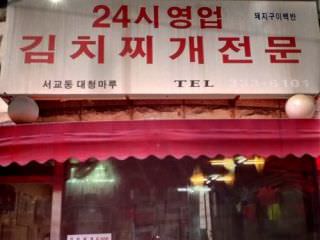 24시영업
돼지구이백반
김치찌개전문
서교동 대청마루
TEL